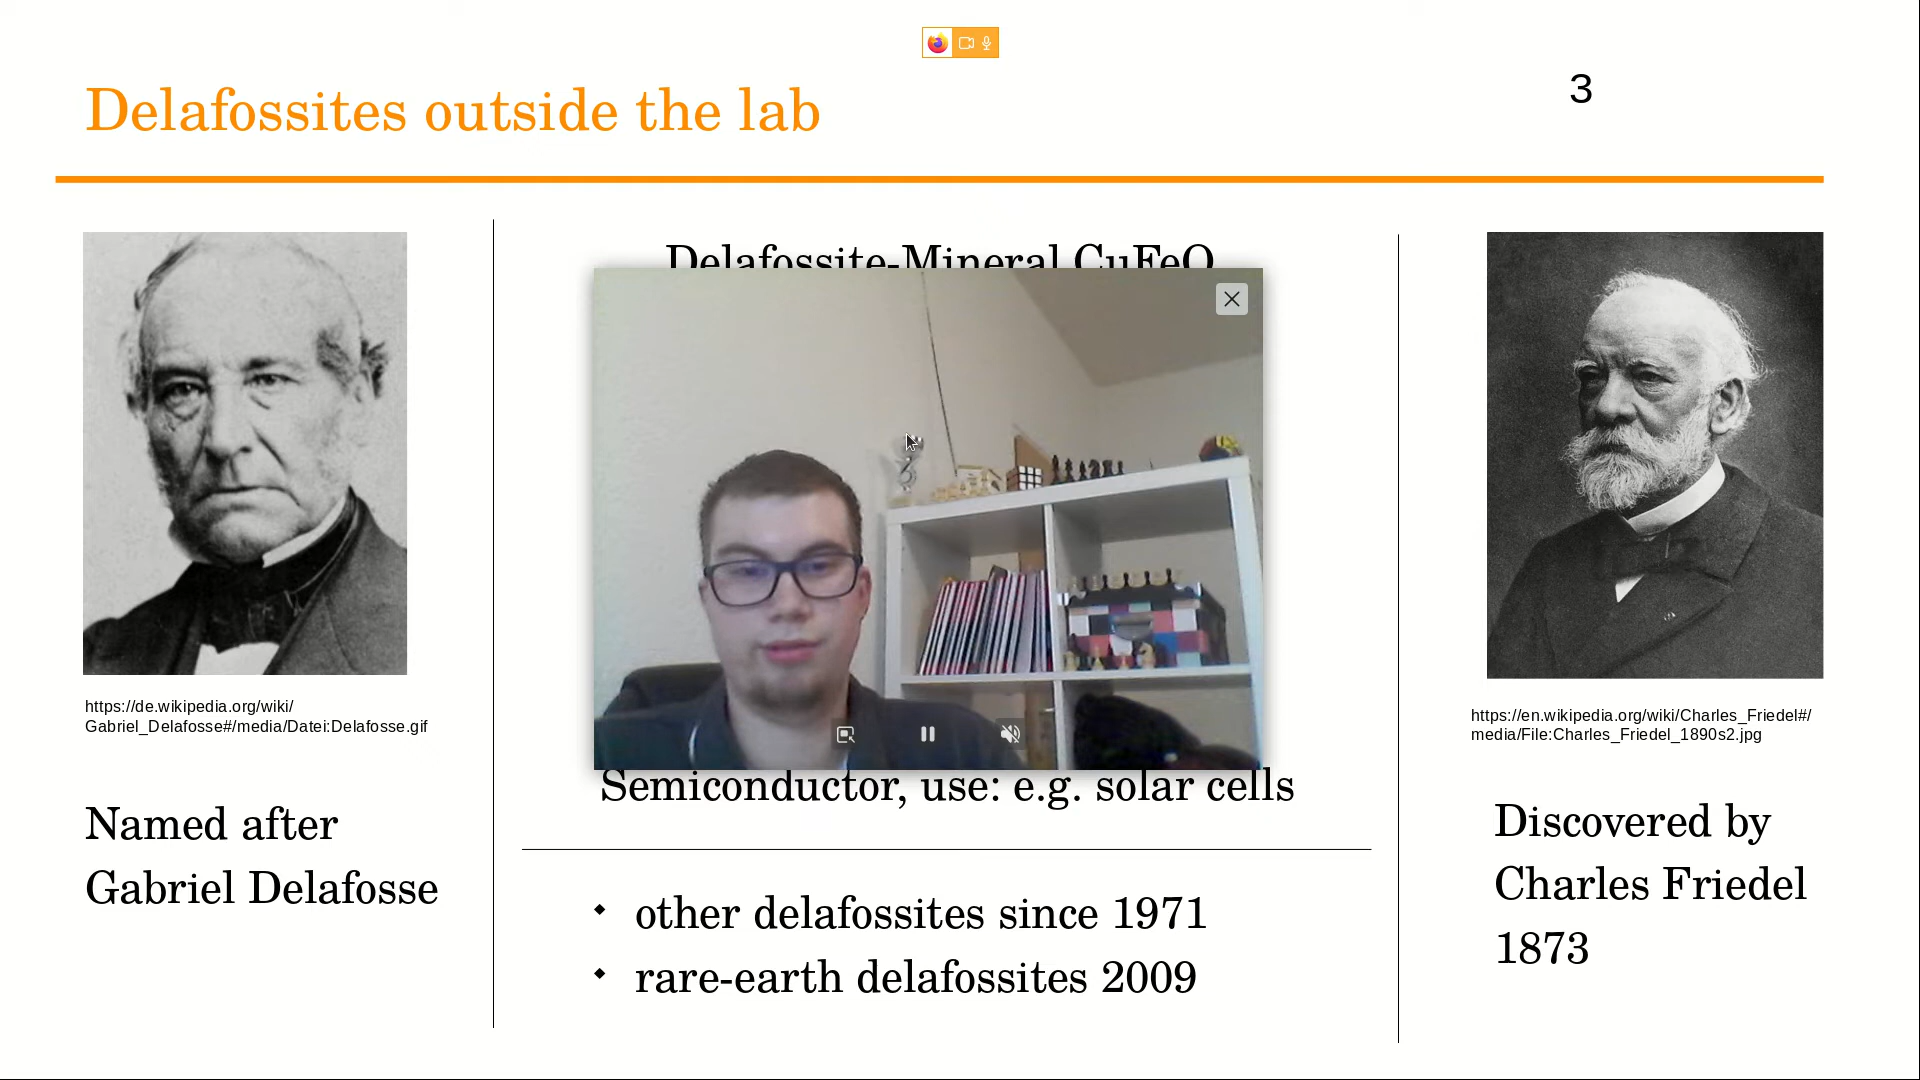 Delafossites outside the lab
3
Delafossite-Mineral CuFeO
https://de.wikipedia.org/wiki/
Gabriel_Delafosse#/media/Datei:Delafosse.gif
Named after
Gabriel Delafosse
Semiconductor, use: e.g. solar cells
other delafossites since 1971
rare-earth delafossites 2009
https://en.wikipedia.org/wiki/Charles_Friedel#/
media/File:Charles_Friedel_1890s2.jpg
Discovered by
Charles Friedel
1873